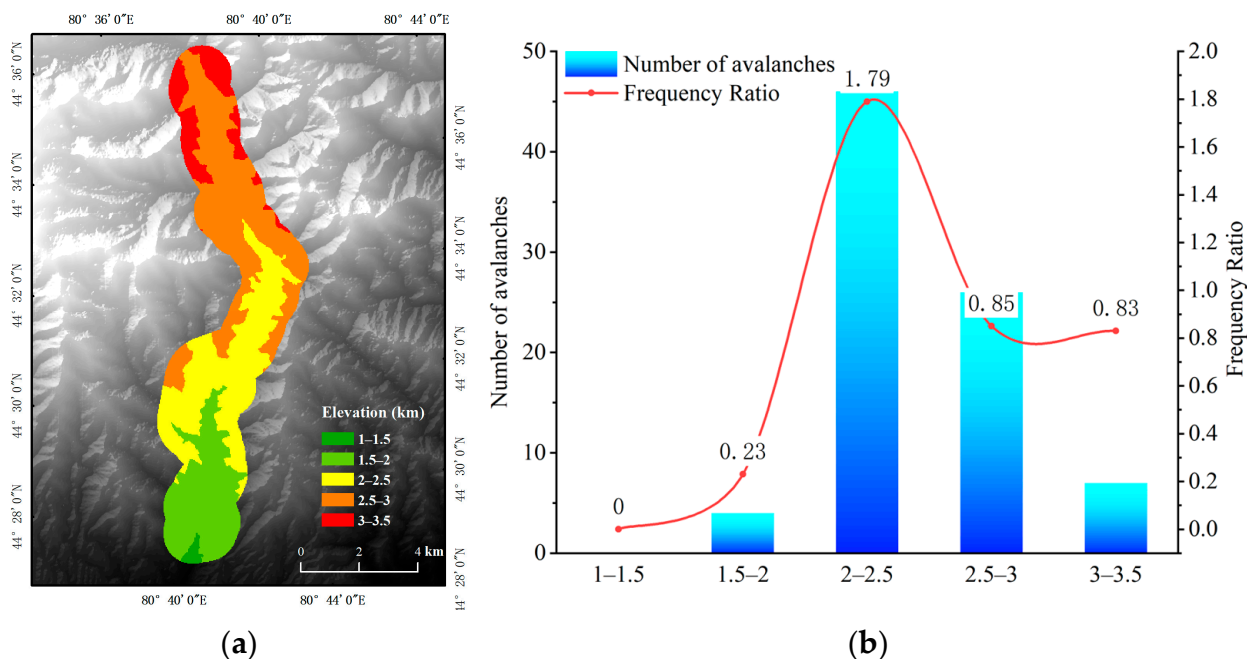 80° 36′ 0″E
80° 40′ 0″E
80° 44′ 0″E
44° 36′ 0″N
44° 34′ 0″N
44° 32′ 0″N
44° 30′ 0″N
44° 28′ 0″N
44° 36′ 0″N
44° 34′ 0″N
44° 32′ 0″N
44° 30′ 0″N
14° 28′ 0″N
Elevation (km)
1–1.5
1.5–2
2–2.5
2.5–3
3–3.5
0 2 4 km
80° 40′ 0″E
80° 44′ 0″E
(a)
Number of avalanches
50
40
30
20
10
0
Number of avalanches
Frequency Ratio
0
0.23
1.79
0.85
0.83
2.0
1.8
1.6
1.4
1.2
1.0
0.8
0.6
0.4
0.2
0.0
Frequency Ratio
1–1.5
1.5–2
2–2.5
2.5–3
3–3.5
(b)